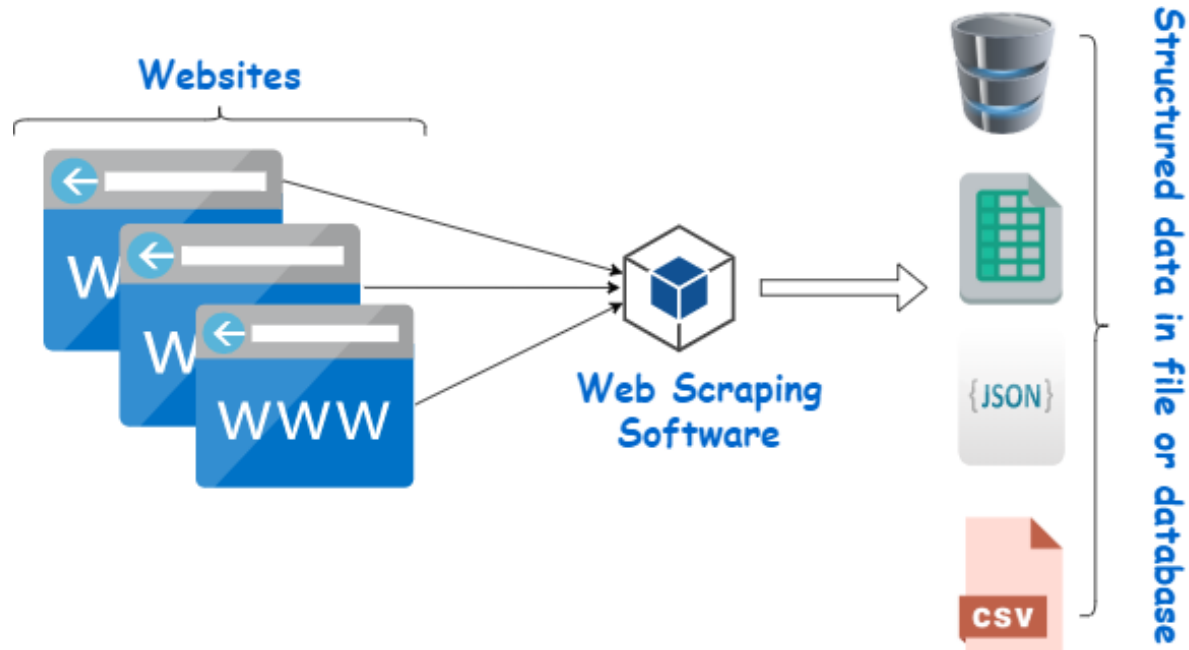 Websites
W
W
WWW
Web Scraping
Software
{JSON}
CSV
Structured data in file or database